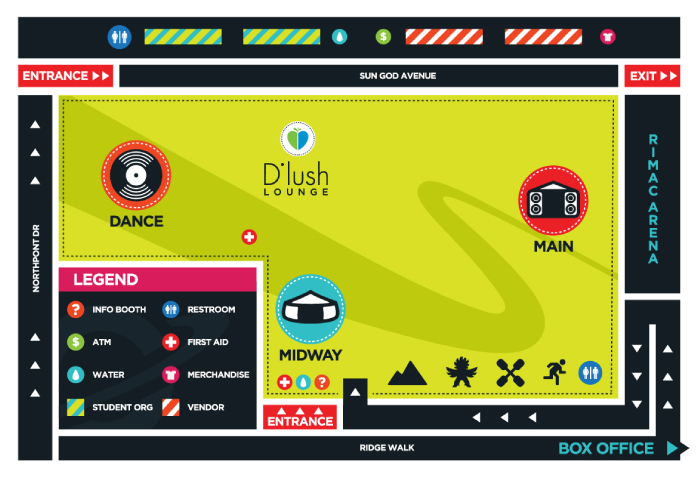 ENTRANCE
SUN GOD AVENUE
EXIT
D'lush
LOUNGE
DANCE
MAIN
RIMAC ARENA
NORTHPONT DR
LEGEND
? INFO BOOTH
RESTROOM
$ ATM
FIRST AID
WATER
MERCHANDISE
STUDENT ORG
VENDOR
MIDWAY
?
ENTRANCE
RIDGE WALK
BOX OFFICE
$